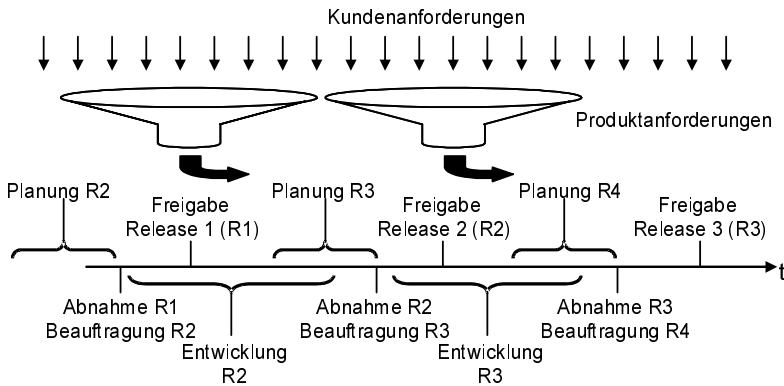 Kundenanforderungen
Produktanforderungen
Planung R2
Freigabe
Release 1 (R1)
Planung R3
Freigabe
Release 2 (R2)
Planung R4
Freigabe
Release 3 (R3)
t
Abnahme R1
Beauftragung R2
Entwicklung
R2
Abnahme R2
Beauftragung R3
Entwicklung
R3
Abnahme R3
Beauftragung R4